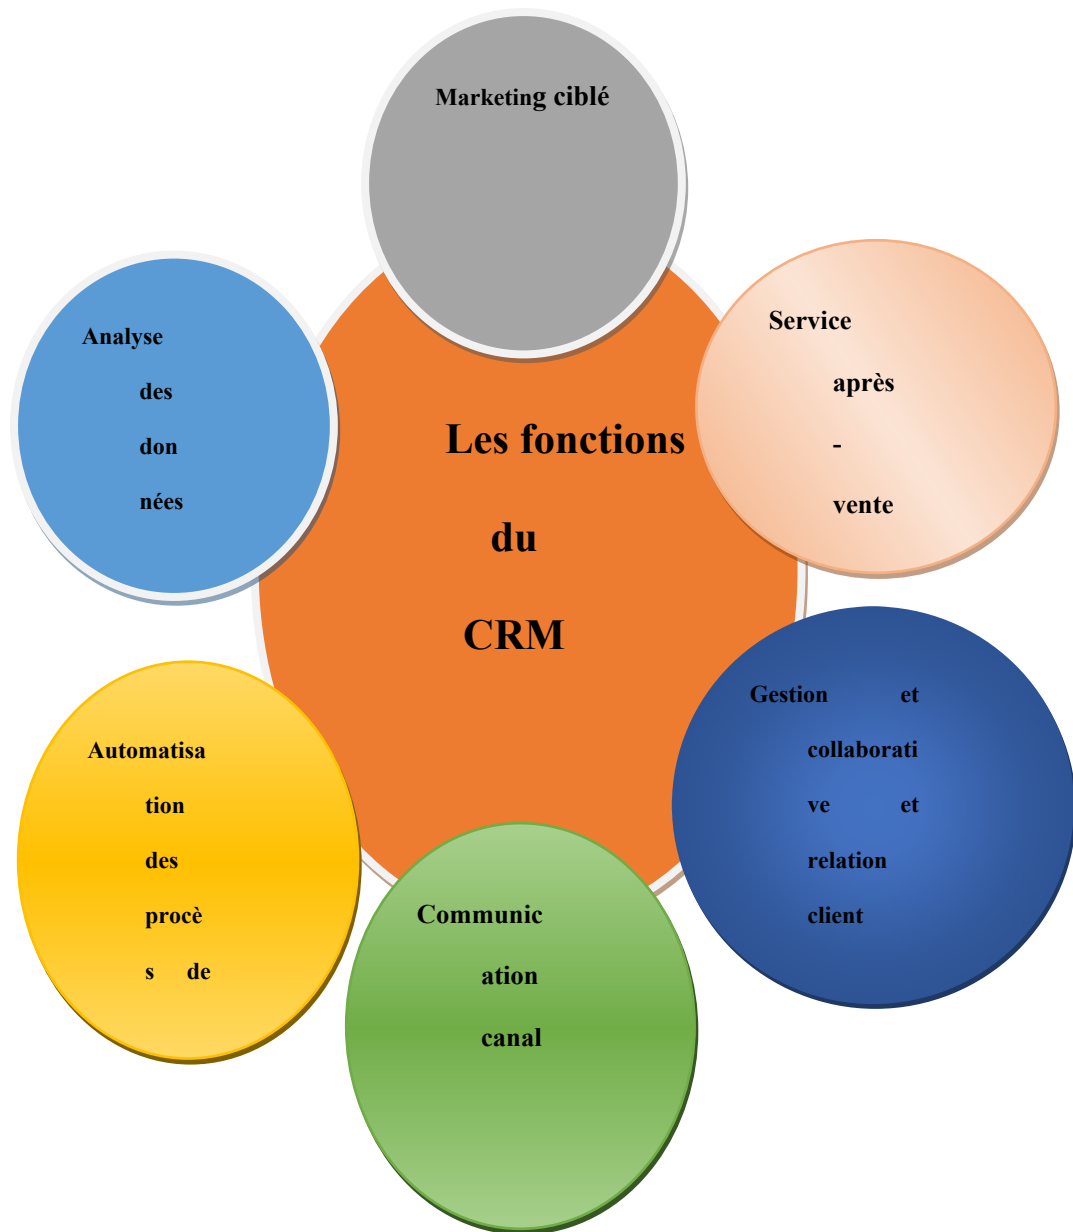 Marketing ciblé
Service
après
-
vente
Analyse
des
don
nées
Les fonctions
du
CRM
Gestion et
collaborati
ve et
relation
client
Automatisa
tion
des
procè
s de
Communic
ation
canal